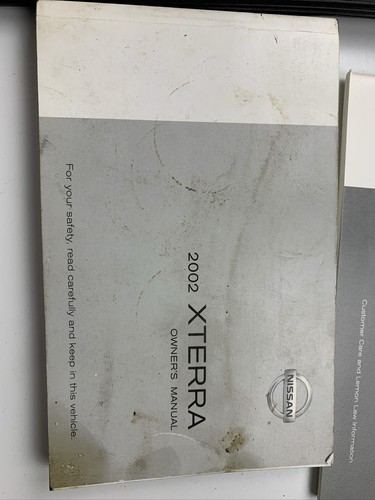 NISSAN
2002 XTERRA
OWNER'S MANUAL
For your safety, read carefully and keep in this vehicle.
Customer Care and Lemon Law Information